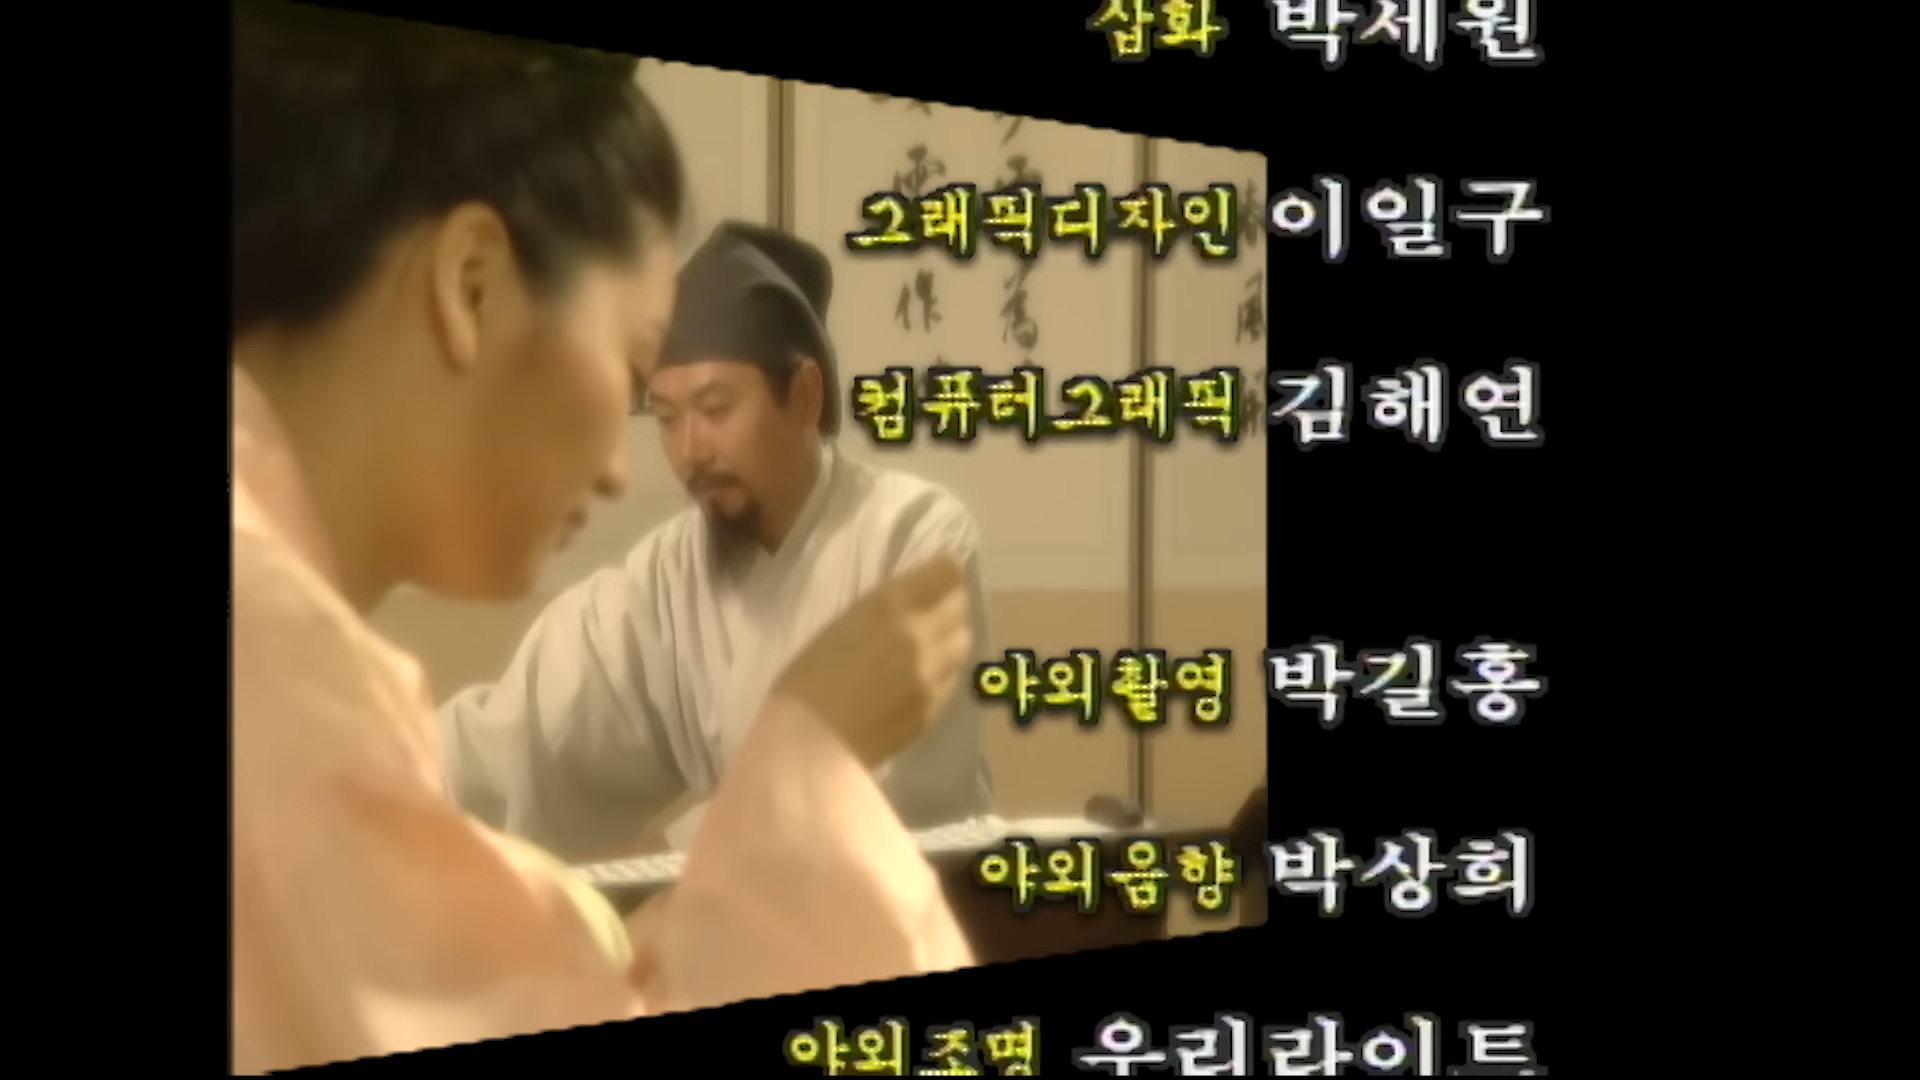 삽화 박세원
그래픽디자인 이일구
컴퓨터그래픽 김해연
야외촬영 박길홍
야외음향 박상희
야외조명 우리라이트